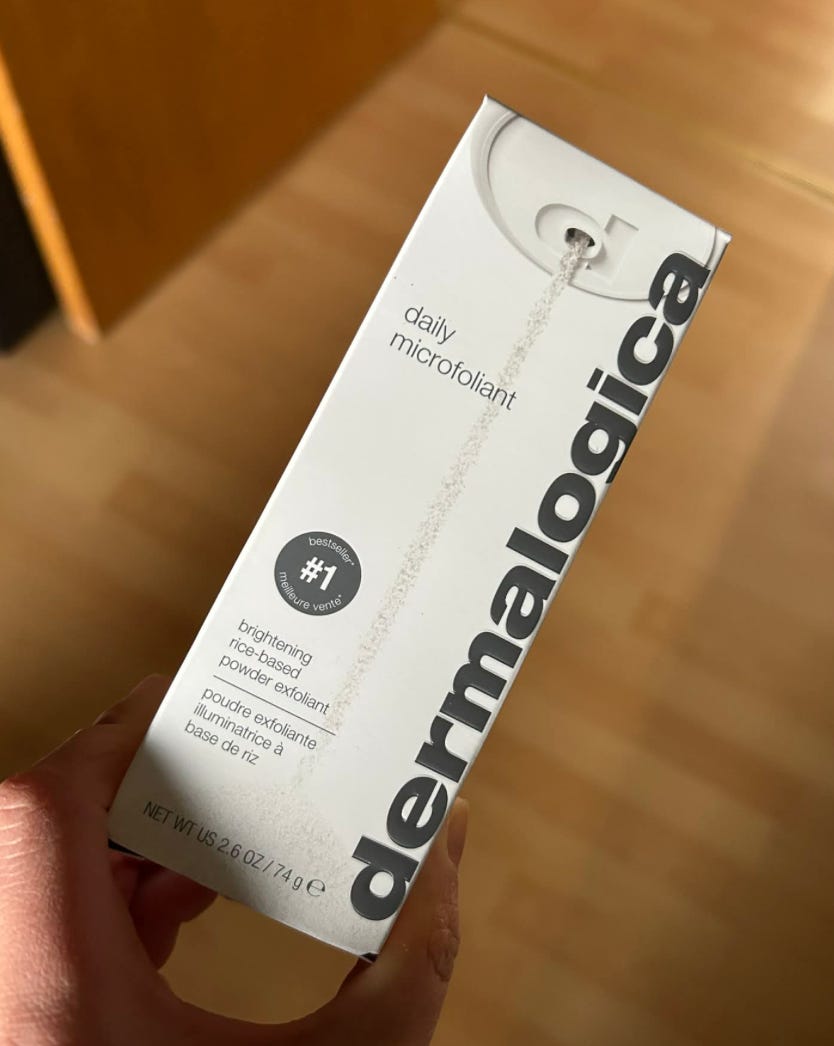 daily
microfoliant
dermalogica
bestseller*
#1
meilleure vente*
brightening
rice-based
powder exfoliant
poudre exfoliante
illuminatrice à
base de riz
NET WT US 2.6 OZ / 74 g ℮